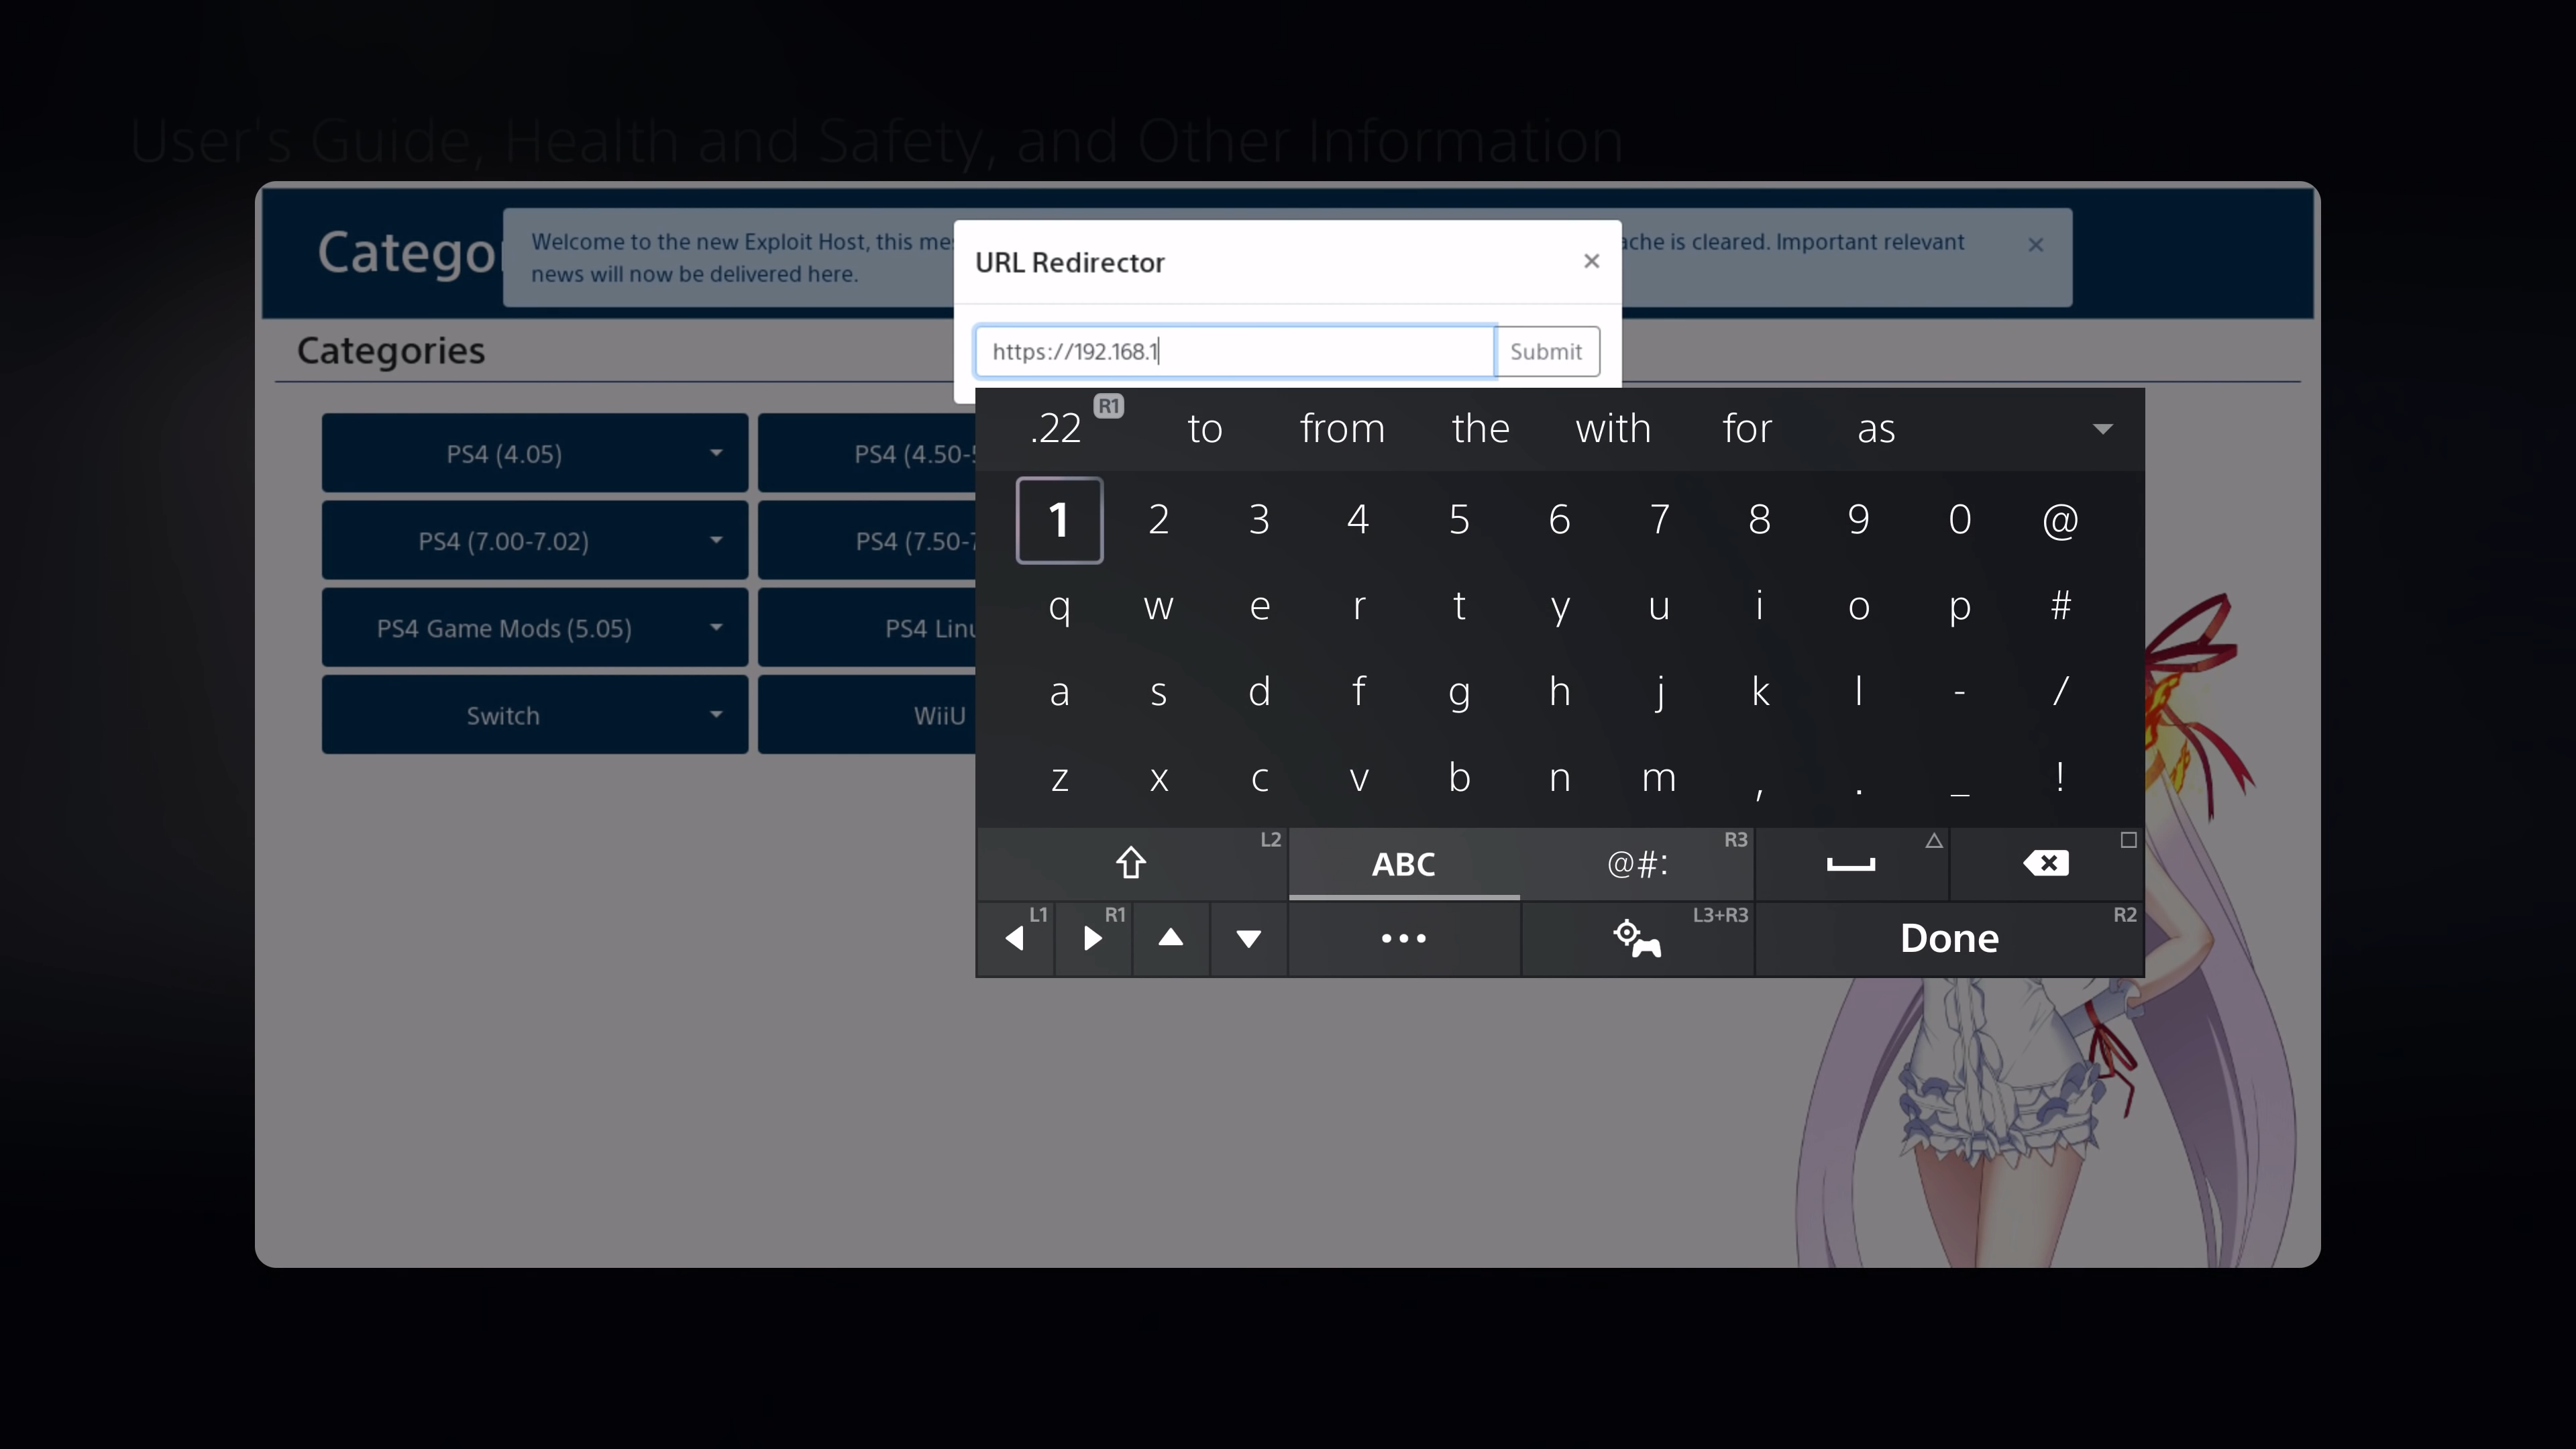 User's Guide, Health and Safety, and Other Information
Catego
Welcome to the new Exploit Host, this me
ache is cleared. Important relevant
news will now be delivered here.
×
URL Redirector
×
https://192.168.1
Submit
Categories
PS4 (4.05)
PS4 (4.50-
PS4 (7.00-7.02)
PS4 (7.50-
PS4 Game Mods (5.05)
PS4 Linu
Switch
WiiU
.22 R1 to from the with for as
1 2 3 4 5 6 7 8 9 0 @
q w e r t y u i o p #
a s d f g h j k l - /
z x c v b n m , . _ !
L2 ABC @#: R3
L1 R1 ... L3+R3 Done R2